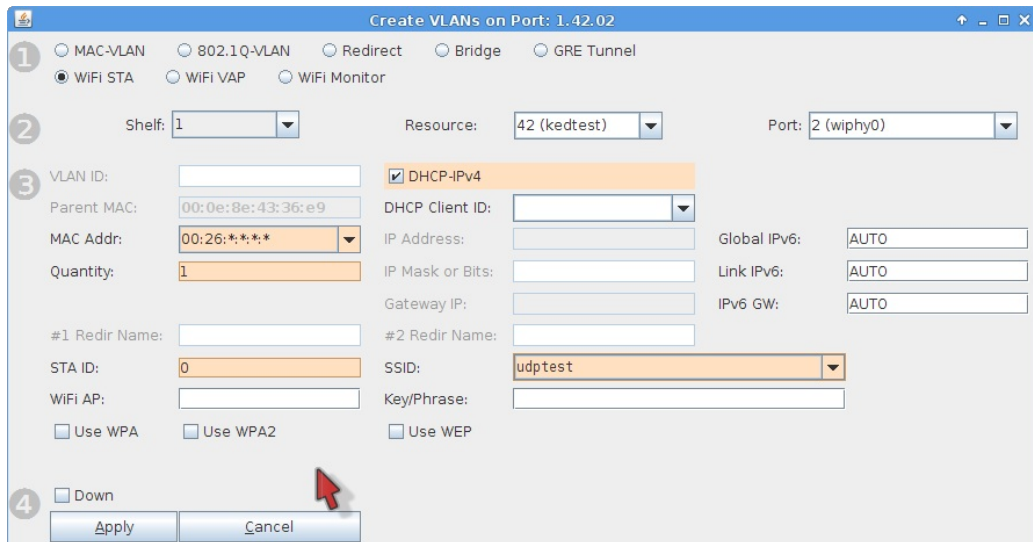 Create VLANs on Port: 1.42.02
1
MAC-VLAN 802.1Q-VLAN Redirect Bridge GRE Tunnel
WiFi STA WiFi VAP WiFi Monitor
2
Shelf: 1 Resource: 42 (kedtest) Port: 2 (wiphy0)
3
VLAN ID: DHCP-IPv4
Parent MAC: 00:0e:8e:43:36:e9 DHCP Client ID:
MAC Addr: 00:26:*:*:*:* IP Address: Global IPv6: AUTO
Quantity: 1 IP Mask or Bits: Link IPv6: AUTO
Gateway IP: IPv6 GW: AUTO
#1 Redir Name: #2 Redir Name:
STA ID: 0 SSID: udptest
WiFi AP: Key/Phrase:
Use WPA Use WPA2 Use WEP
4
Down
Apply Cancel